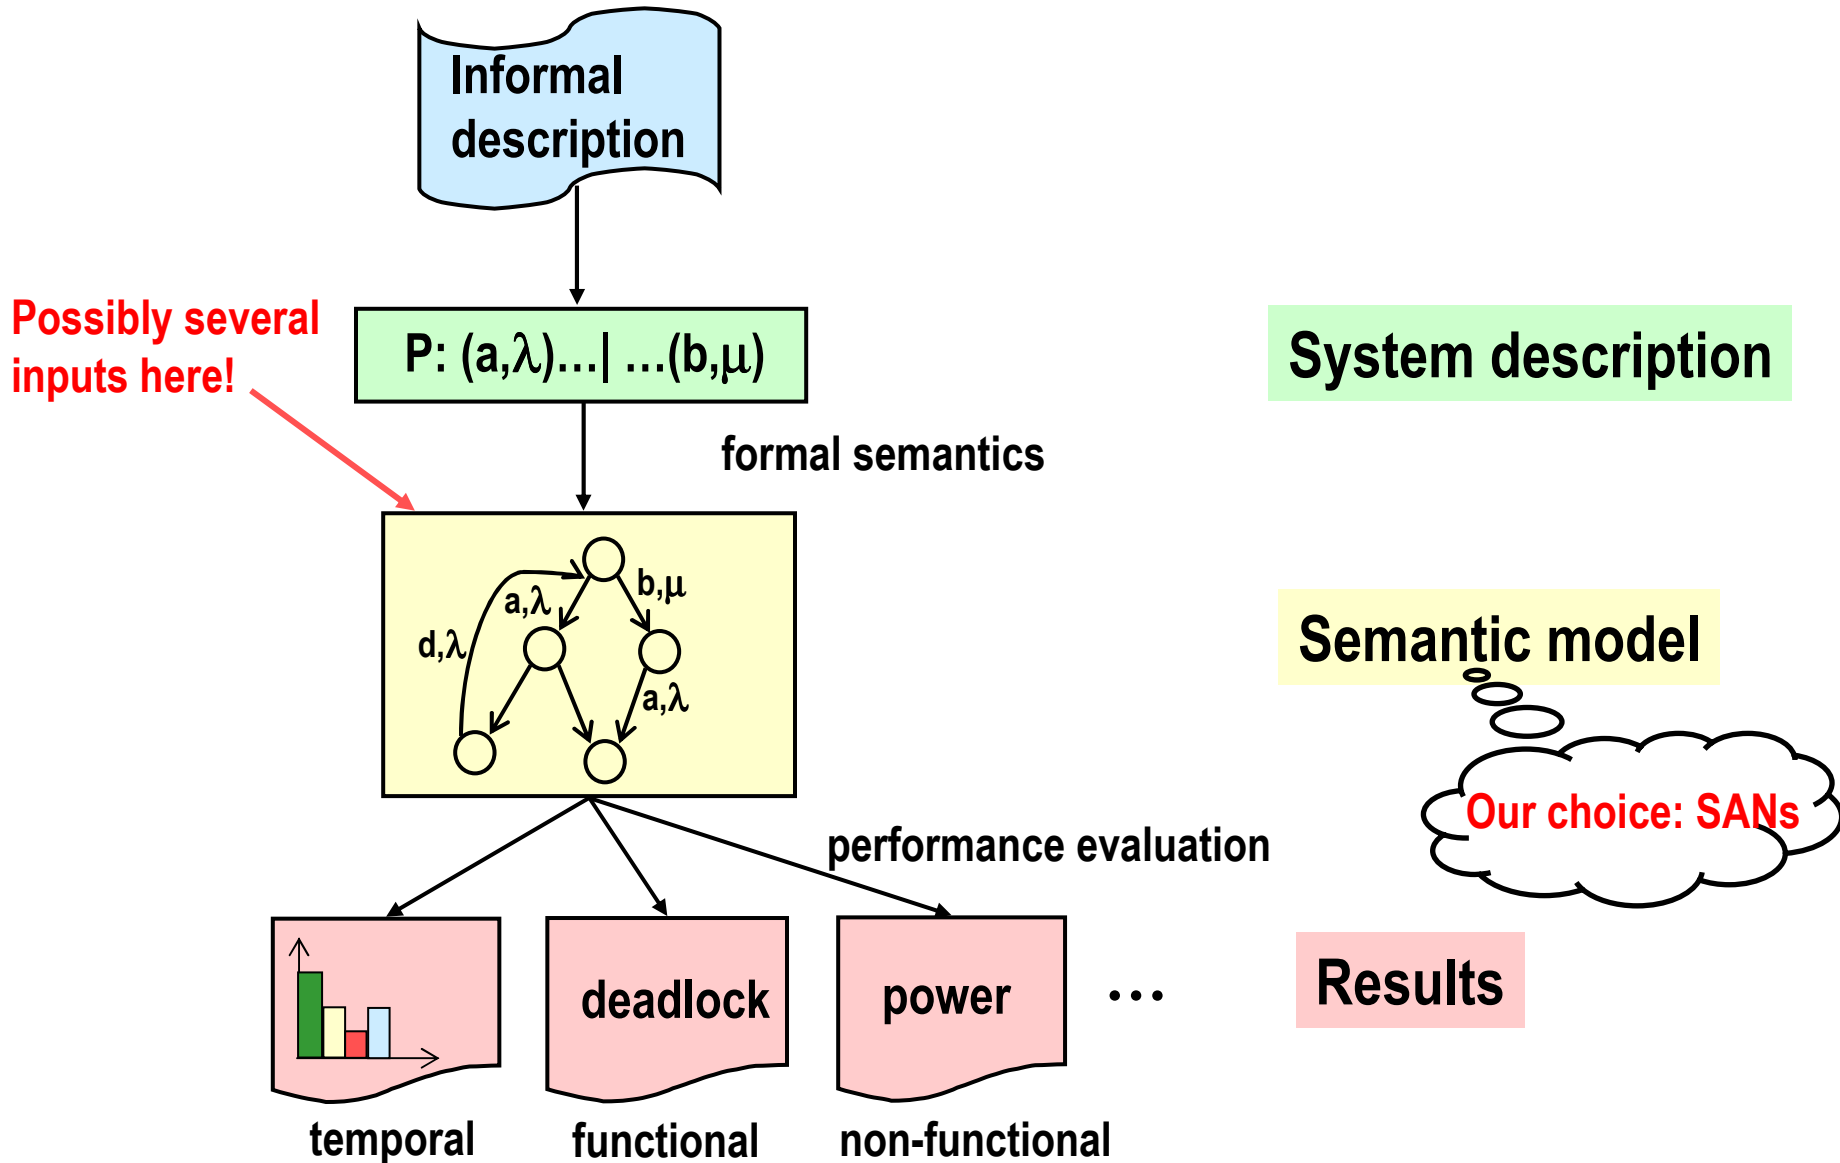 Informal
description
Possibly several
inputs here!
P: (a,λ)...| ...(b,μ)
System description
formal semantics
a,λ
b,μ
d,λ
a,λ
Semantic model
Our choice: SANs
performance evaluation
deadlock
power
...
Results
temporal
functional
non-functional